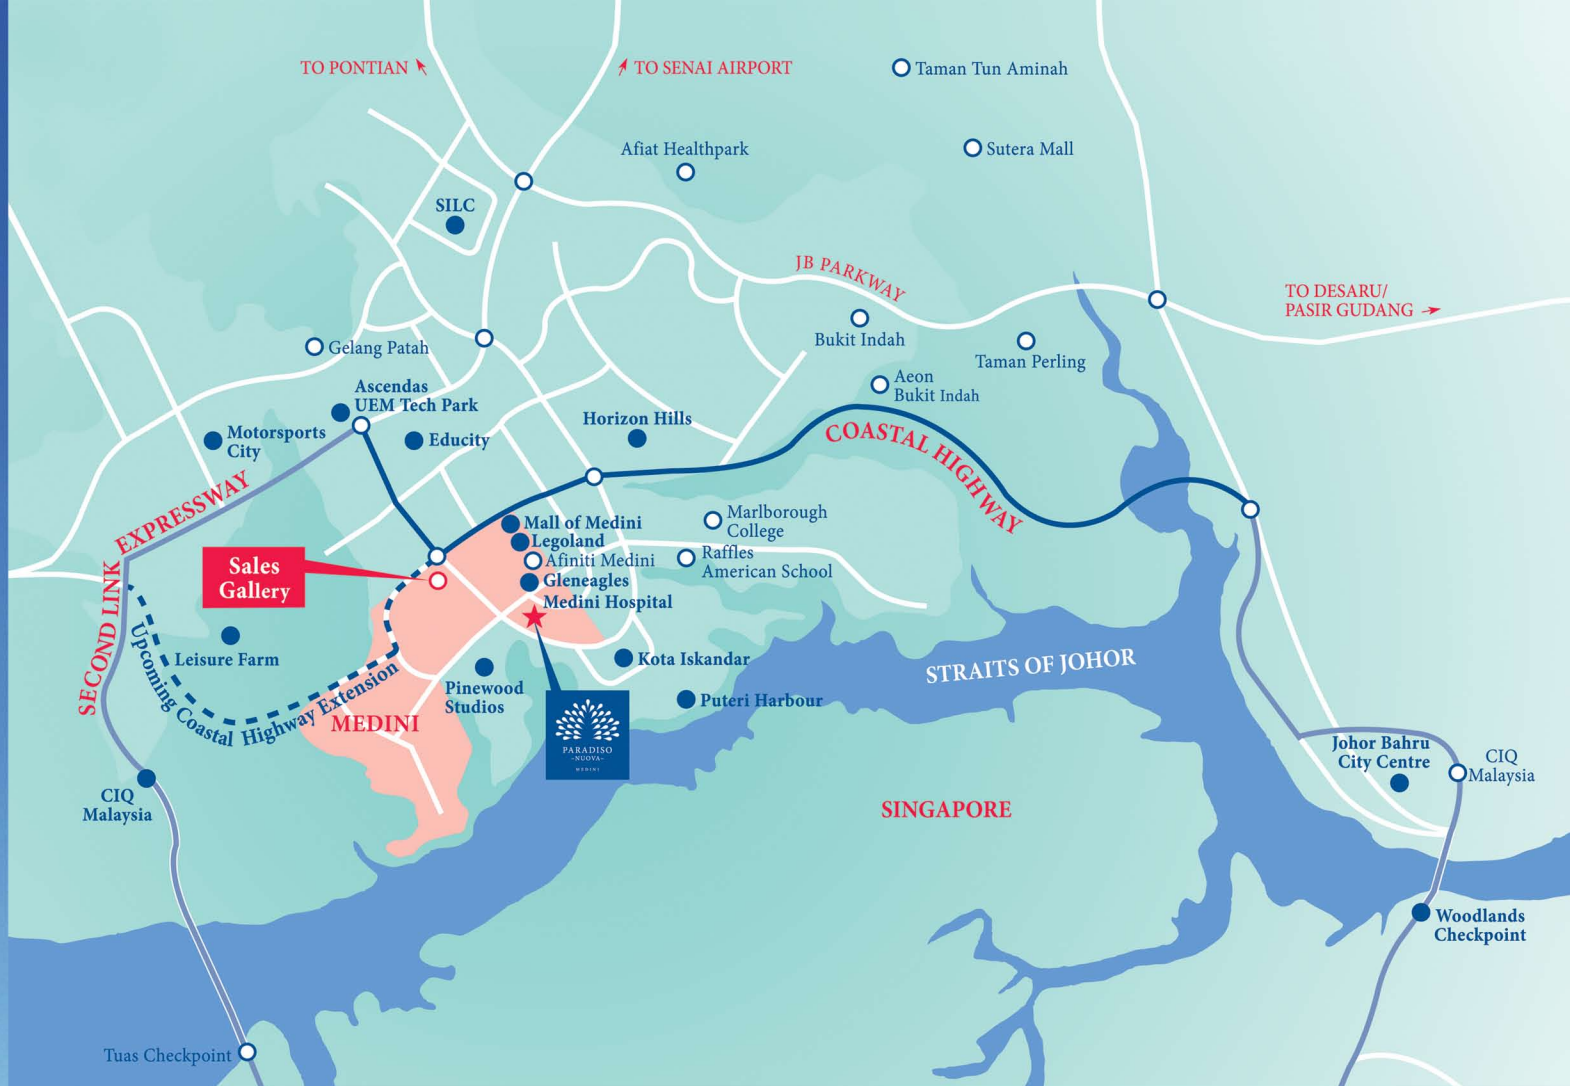 TO PONTIAN
TO SENAI AIRPORT
Taman Tun Aminah
Afiat Healthpark
Sutera Mall
SILC
JB PARKWAY
TO DESARU/
PASIR GUDANG
Bukit Indah
Taman Perling
Gelang Patah
Aeon
Bukit Indah
Ascendas
UEM Tech Park
Motorsports
City
Educity
Horizon Hills
COASTAL HIGHWAY
SECOND LINK EXPRESSWAY
Mall of Medini
Legoland
Afiniti Medini
Gleneagles
Medini Hospital
Marlborough
College
Raffles
American School
Sales
Gallery
Leisure Farm
Upcoming Coastal Highway Extension
MEDINI
Pinewood
Studios
Kota Iskandar
Puteri Harbour
STRAITS OF JOHOR
PARADISO
-NUOVA-
MEDINI
CIQ
Malaysia
Johor Bahru
City Centre
CIQ
Malaysia
SINGAPORE
Woodlands
Checkpoint
Tuas Checkpoint